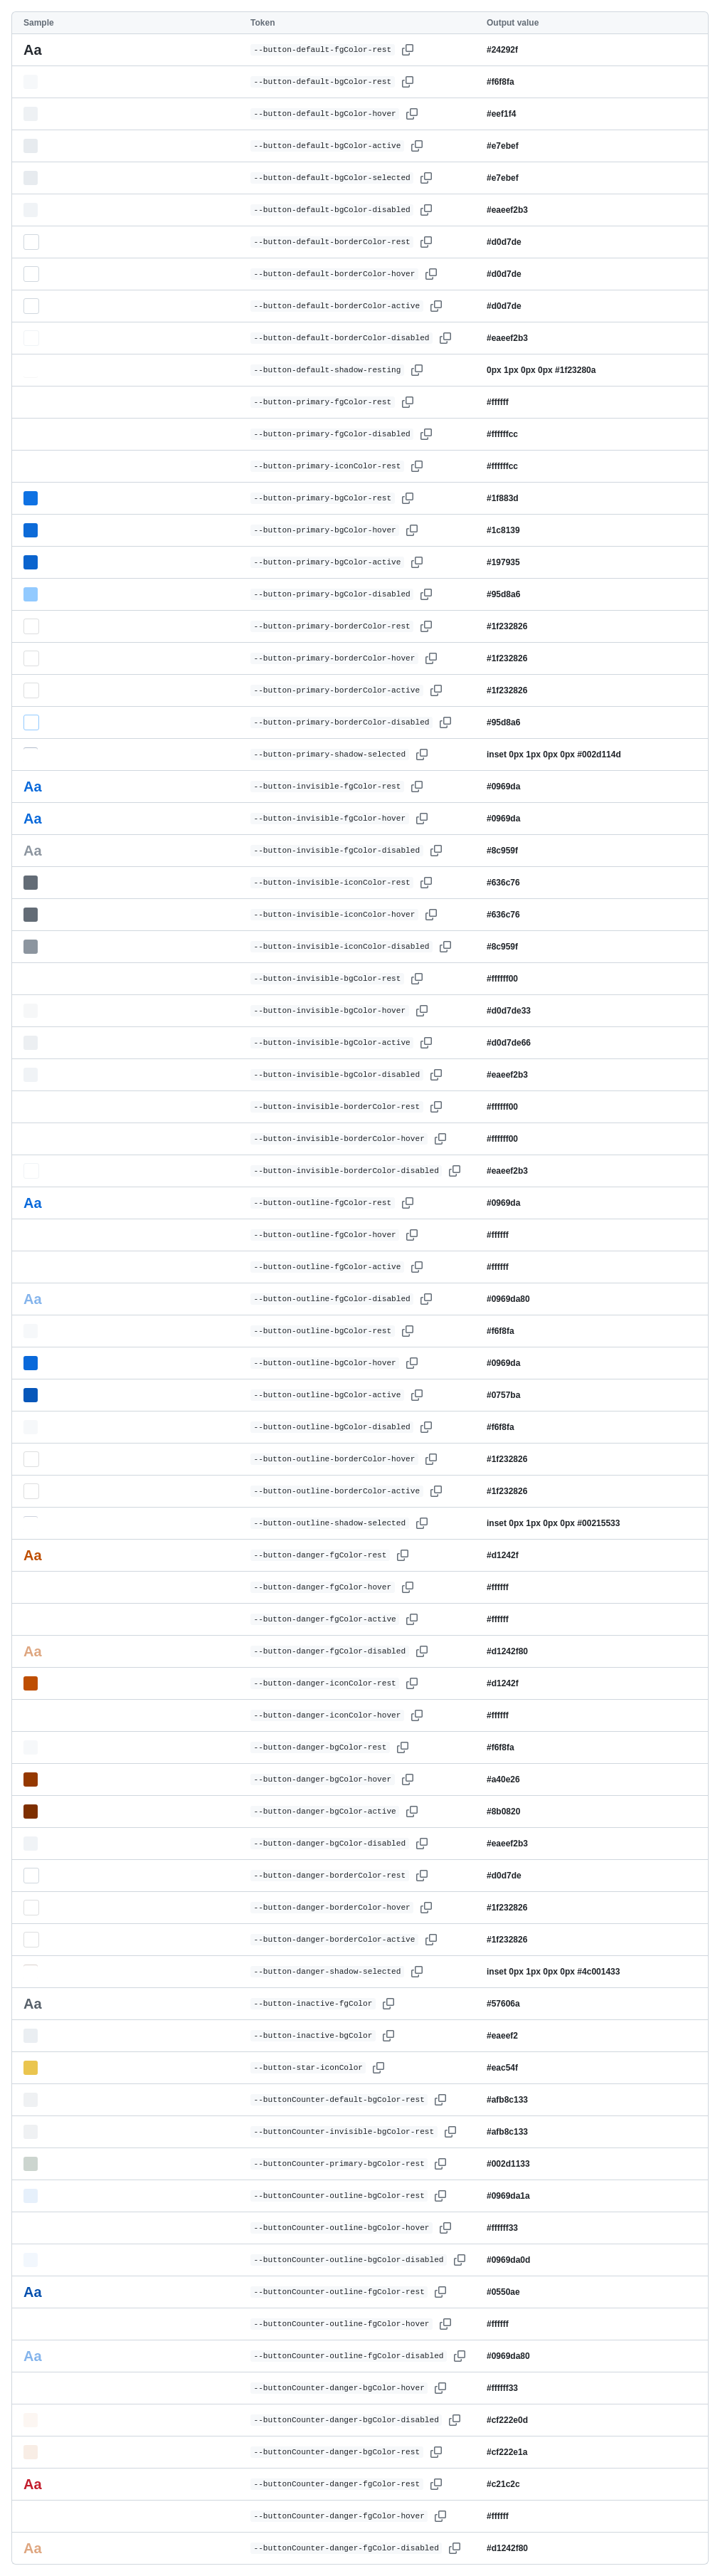 Sample Token Output value
Aa --button-default-fgColor-rest #24292f
--button-default-bgColor-rest #f6f8fa
--button-default-bgColor-hover #eef1f4
--button-default-bgColor-active #e7ebef
--button-default-bgColor-selected #e7ebef
--button-default-bgColor-disabled #eaeef2b3
--button-default-borderColor-rest #d0d7de
--button-default-borderColor-hover #d0d7de
--button-default-borderColor-active #d0d7de
--button-default-borderColor-disabled #eaeef2b3
--button-default-shadow-resting 0px 1px 0px 0px #1f23280a
--button-primary-fgColor-rest #ffffff
--button-primary-fgColor-disabled #ffffffcc
--button-primary-iconColor-rest #ffffffcc
--button-primary-bgColor-rest #1f883d
--button-primary-bgColor-hover #1c8139
--button-primary-bgColor-active #197935
--button-primary-bgColor-disabled #95d8a6
--button-primary-borderColor-rest #1f232826
--button-primary-borderColor-hover #1f232826
--button-primary-borderColor-active #1f232826
--button-primary-borderColor-disabled #95d8a6
--button-primary-shadow-selected inset 0px 1px 0px 0px #002d114d
Aa --button-invisible-fgColor-rest #0969da
Aa --button-invisible-fgColor-hover #0969da
Aa --button-invisible-fgColor-disabled #8c959f
--button-invisible-iconColor-rest #636c76
--button-invisible-iconColor-hover #636c76
--button-invisible-iconColor-disabled #8c959f
--button-invisible-bgColor-rest #ffffff00
--button-invisible-bgColor-hover #d0d7de33
--button-invisible-bgColor-active #d0d7de66
--button-invisible-bgColor-disabled #eaeef2b3
--button-invisible-borderColor-rest #ffffff00
--button-invisible-borderColor-hover #ffffff00
--button-invisible-borderColor-disabled #eaeef2b3
Aa --button-outline-fgColor-rest #0969da
--button-outline-fgColor-hover #ffffff
--button-outline-fgColor-active #ffffff
Aa --button-outline-fgColor-disabled #0969da80
--button-outline-bgColor-rest #f6f8fa
--button-outline-bgColor-hover #0969da
--button-outline-bgColor-active #0757ba
--button-outline-bgColor-disabled #f6f8fa
--button-outline-borderColor-hover #1f232826
--button-outline-borderColor-active #1f232826
--button-outline-shadow-selected inset 0px 1px 0px 0px #00215533
Aa --button-danger-fgColor-rest #d1242f
--button-danger-fgColor-hover #ffffff
--button-danger-fgColor-active #ffffff
Aa --button-danger-fgColor-disabled #d1242f80
--button-danger-iconColor-rest #d1242f
--button-danger-iconColor-hover #ffffff
--button-danger-bgColor-rest #f6f8fa
--button-danger-bgColor-hover #a40e26
--button-danger-bgColor-active #8b0820
--button-danger-bgColor-disabled #eaeef2b3
--button-danger-borderColor-rest #d0d7de
--button-danger-borderColor-hover #1f232826
--button-danger-borderColor-active #1f232826
--button-danger-shadow-selected inset 0px 1px 0px 0px #4c001433
Aa --button-inactive-fgColor #57606a
--button-inactive-bgColor #eaeef2
--button-star-iconColor #eac54f
--buttonCounter-default-bgColor-rest #afb8c133
--buttonCounter-invisible-bgColor-rest #afb8c133
--buttonCounter-primary-bgColor-rest #002d1133
--buttonCounter-outline-bgColor-rest #0969da1a
--buttonCounter-outline-bgColor-hover #ffffff33
--buttonCounter-outline-bgColor-disabled #0969da0d
Aa --buttonCounter-outline-fgColor-rest #0550ae
--buttonCounter-outline-fgColor-hover #ffffff
Aa --buttonCounter-outline-fgColor-disabled #0969da80
--buttonCounter-danger-bgColor-hover #ffffff33
--buttonCounter-danger-bgColor-disabled #cf222e0d
--buttonCounter-danger-bgColor-rest #cf222e1a
Aa --buttonCounter-danger-fgColor-rest #c21c2c
--buttonCounter-danger-fgColor-hover #ffffff
Aa --buttonCounter-danger-fgColor-disabled #d1242f80